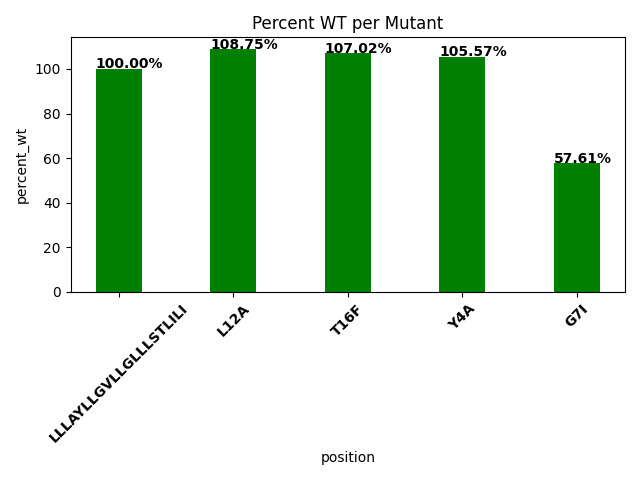 Percent WT per Mutant
percent_wt
100
80
60
40
20
0
100.00%
108.75%
107.02%
105.57%
57.61%
LLLAYLLGVLLGLLLSTLILI
L12A
T16F
Y4A
G7I
position